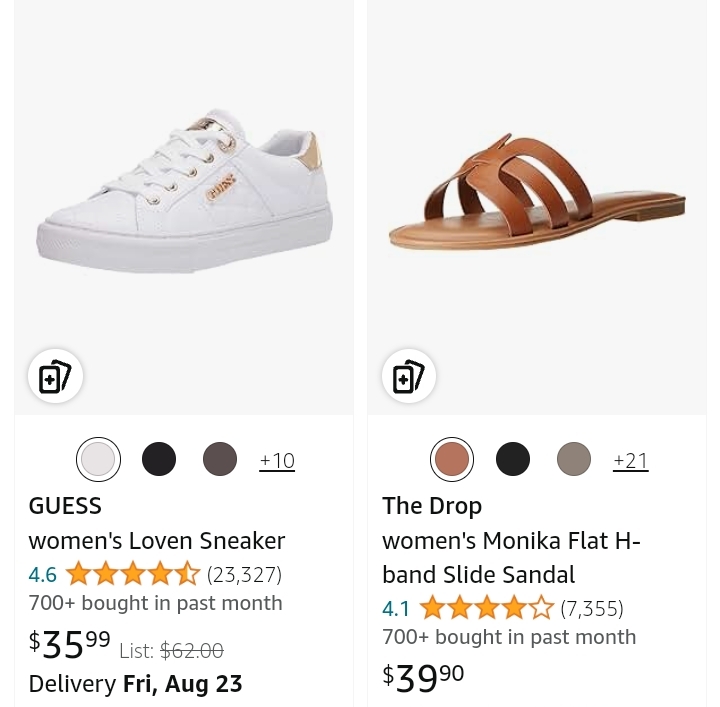 GUESS
+10
GUESS
women's Loven Sneaker
4.6 (23,327)
700+ bought in past month
$35.99 List: $62.00
Delivery Fri, Aug 23
+21
The Drop
women's Monika Flat H-
band Slide Sandal
4.1 (7,355)
700+ bought in past month
$39.90